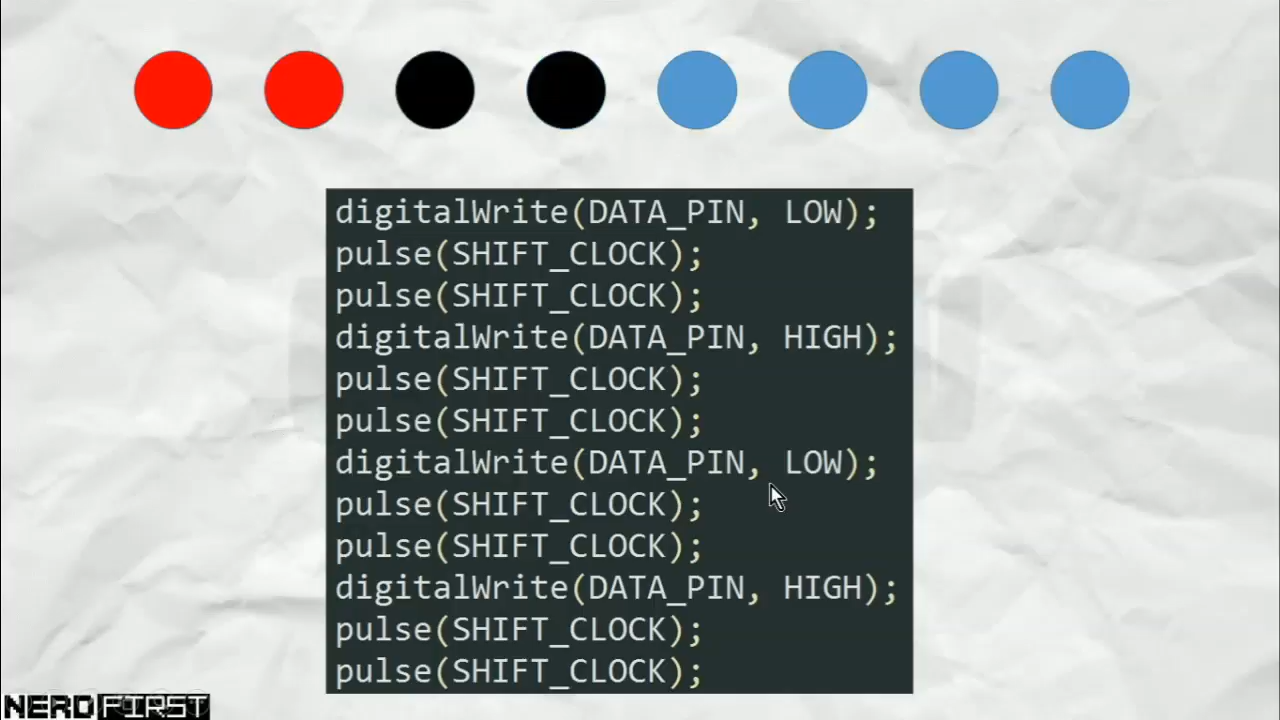 digitalWrite(DATA_PIN, LOW);
pulse(SHIFT_CLOCK);
pulse(SHIFT_CLOCK);
digitalWrite(DATA_PIN, HIGH);
pulse(SHIFT_CLOCK);
pulse(SHIFT_CLOCK);
digitalWrite(DATA_PIN, LOW);
pulse(SHIFT_CLOCK);
pulse(SHIFT_CLOCK);
digitalWrite(DATA_PIN, HIGH);
pulse(SHIFT_CLOCK);
pulse(SHIFT_CLOCK);
NERDFIRST